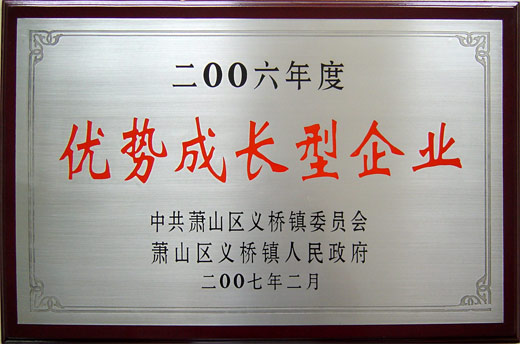 二00六年度
优势成长型企业
中共萧山区义桥镇委员会
萧山区义桥镇人民政府
二00七年二月